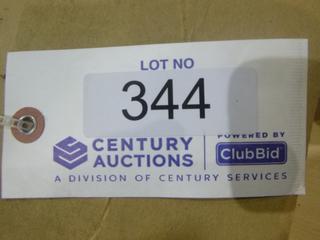 LOT NO
344
CENTURY
AUCTIONS
POWERED BY
ClubBid
A DIVISION OF CENTURY SERVICES